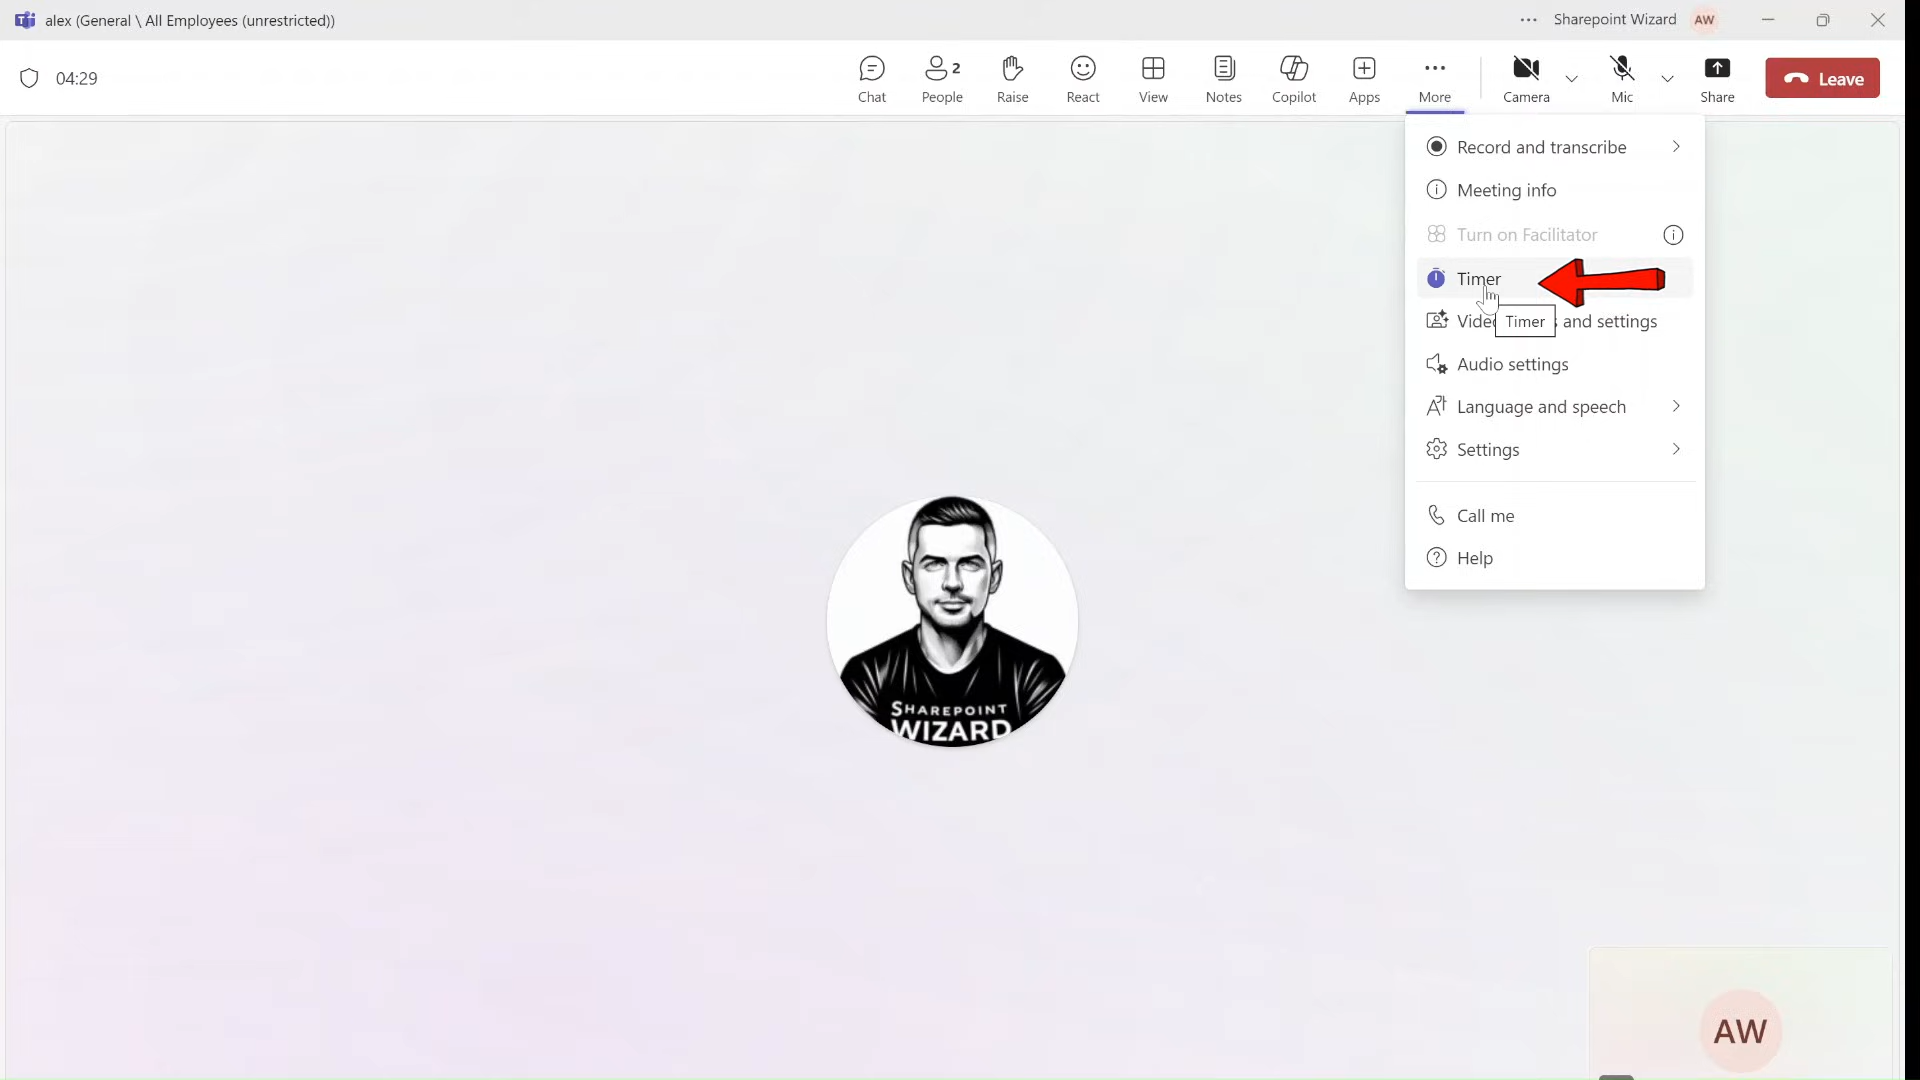 alex (General \ All Employees (unrestricted))
Sharepoint Wizard AW
04:29
2
Chat People Raise React View Notes Copilot Apps More Camera Mic Share Leave
Record and transcribe
Meeting info
Turn on Facilitator
Timer
Timer
and settings
Audio settings
Language and speech
Settings
Call me
Help
SHAREPOINT
WIZARD
AW